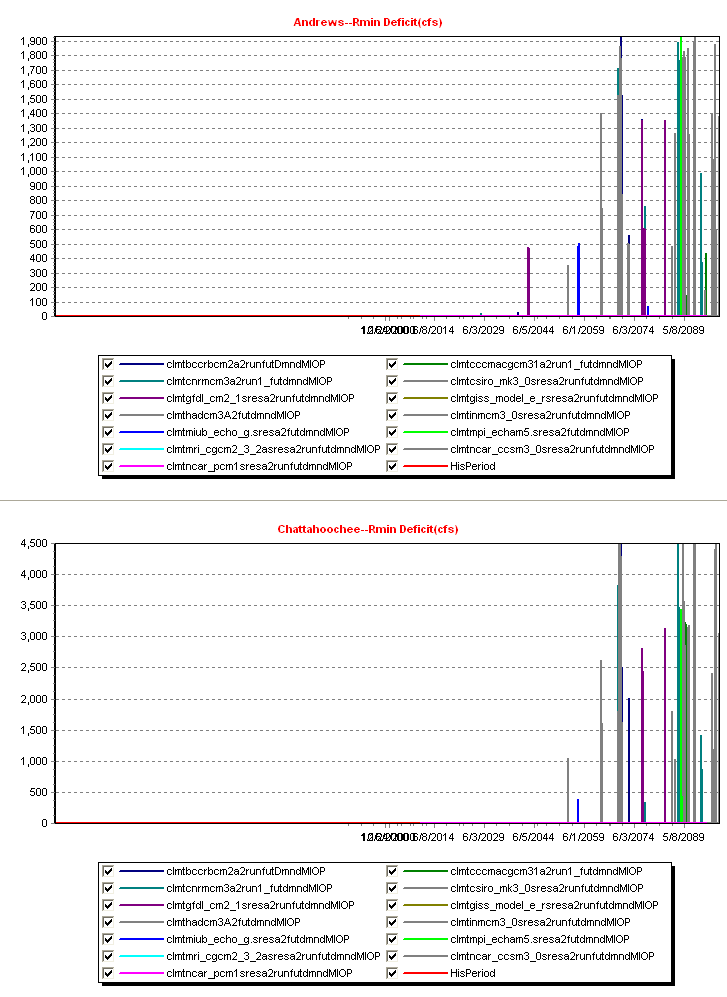 Andrews--Rmin Deficit(cfs)
1,900
1,800
1,700
1,600
1,500
1,400
1,300
1,200
1,100
1,000
900
800
700
600
500
400
300
200
100
0
6/8/2014 6/3/2029 6/5/2044 6/1/2059 6/3/2074 5/8/2089
clmtbccrbcm2a2runfutDmndMIOP clmtcccmacgcm31a2run1_futdmndMIOP
clmtcnrmcm3a2run1_futdmndMIOP clmtcsiro_mk3_0sresa2runfutdmndMIOP
clmtgfdl_cm2_1sresa2runfutdmndMIOP clmtgiss_model_e_rsresa2runfutdmndMIOP
clmthadcm3A2futdmndMIOP clmtinmcm3_0sresa2runfutdmndMIOP
clmtmiub_echo_g.sresa2futdmndMIOP clmtmpi_echam5.sresa2futdmndMIOP
clmtmri_cgcm2_3_2asresa2runfutdmndMIOP clmtncar_ccsm3_0sresa2runfutdmndMIOP
clmtncar_pcm1sresa2runfutdmndMIOP HisPeriod
Chattahoochee--Rmin Deficit(cfs)
4,500
4,000
3,500
3,000
2,500
2,000
1,500
1,000
500
0
6/8/2014 6/3/2029 6/5/2044 6/1/2059 6/3/2074 5/8/2089
clmtbccrbcm2a2runfutDmndMIOP clmtcccmacgcm31a2run1_futdmndMIOP
clmtcnrmcm3a2run1_futdmndMIOP clmtcsiro_mk3_0sresa2runfutdmndMIOP
clmtgfdl_cm2_1sresa2runfutdmndMIOP clmtgiss_model_e_rsresa2runfutdmndMIOP
clmthadcm3A2futdmndMIOP clmtinmcm3_0sresa2runfutdmndMIOP
clmtmiub_echo_g.sresa2futdmndMIOP clmtmpi_echam5.sresa2futdmndMIOP
clmtmri_cgcm2_3_2asresa2runfutdmndMIOP clmtncar_ccsm3_0sresa2runfutdmndMIOP
clmtncar_pcm1sresa2runfutdmndMIOP HisPeriod